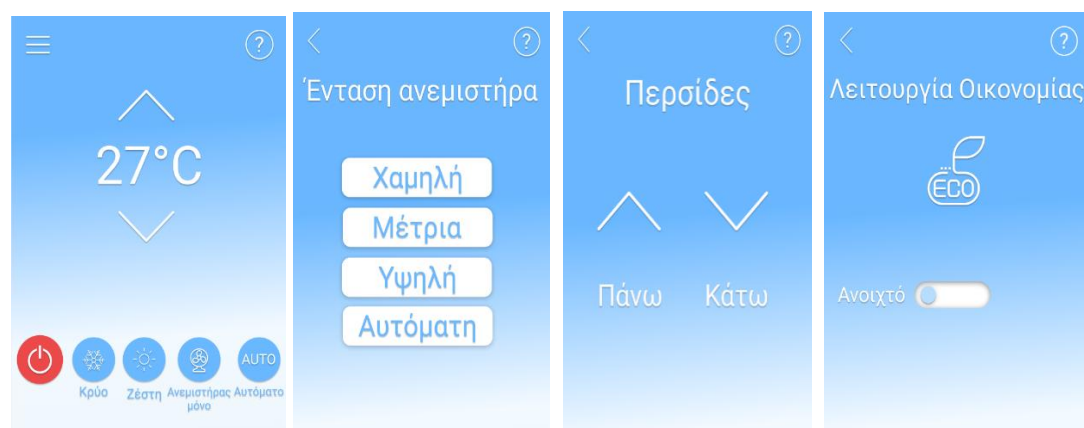 ?
27°C
AUTO
Κρύο
Ζέστη
Ανεμιστήρας
μόνο
Αυτόματο
?
Ένταση ανεμιστήρα
Χαμηλή
Μέτρια
Υψηλή
Αυτόματη
?
Περσίδες
Πάνω Κάτω
?
Λειτουργία Οικονομίας
ECO
Ανοιχτό